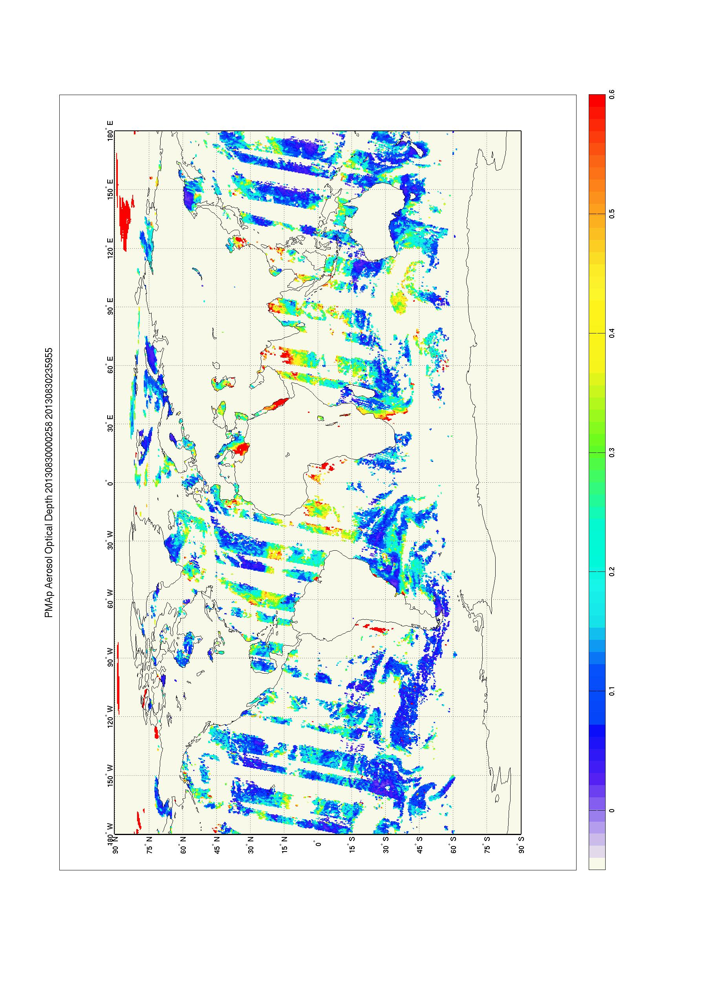 PMAp Aerosol Optical Depth 20130830000258 20130830235955
180° W
150° W
120° W
90° W
60° W
30° W
0°
30° E
60° E
90° E
120° E
150° E
180° E
90° N
75° N
60° N
45° N
30° N
15° N
0°
15° S
30° S
45° S
60° S
75° S
90° S
0
0.1
0.2
0.3
0.4
0.5
0.6